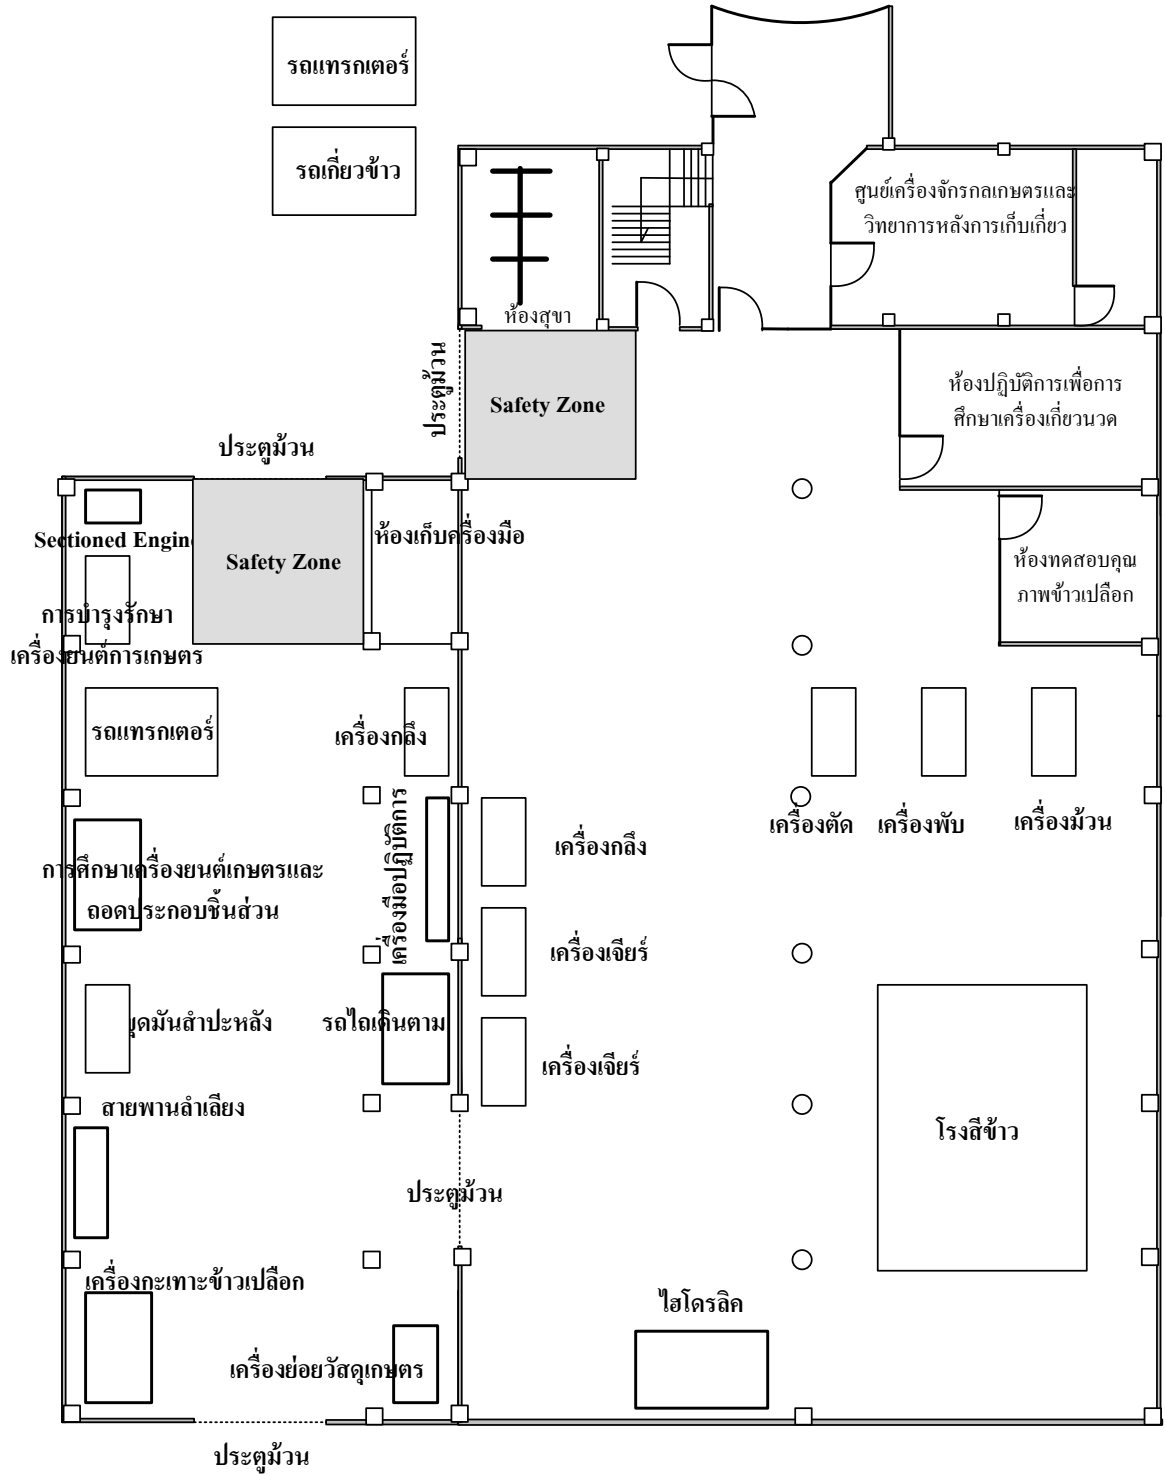 รถแทรกเตอร์
รถเกี่ยวข้าว
ศูนย์เครื่องจักรกลเกษตรและ
วิทยาการหลังการเก็บเกี่ยว
ห้องสุขา
ประตูม้วน
Safety Zone
ห้องปฏิบัติการเพื่อการ
ศึกษาเครื่องเกี่ยวนวด
ประตูม้วน
Sectioned Engin
Safety Zone
ห้องเก็บครื่องมือ
ห้องทดสอบคุณ
ภาพข้าวเปลือก
การบำรุงรักษา
เครื่องยนต์การเกษตร
รถแทรกเตอร์
เครื่องกลึง
เครื่องมือปฏิบัติการ
เครื่องกลึง
เครื่องตัด
เครื่องพับ
เครื่องม้วน
การศึกษาเครื่องยนต์เกษตรและ
ถอดประกอบชิ้นส่วน
เครื่องเจียร์
ขุดมันสำปะหลัง
รถไถเดินตาม
เครื่องเจียร์
สายพานลำเลียง
โรงสีข้าว
ประตูม้วน
เครื่องกะเทาะข้าวเปลือก
ไฮโดรลิค
เครื่องย่อยวัสดุเกษตร
ประตูม้วน